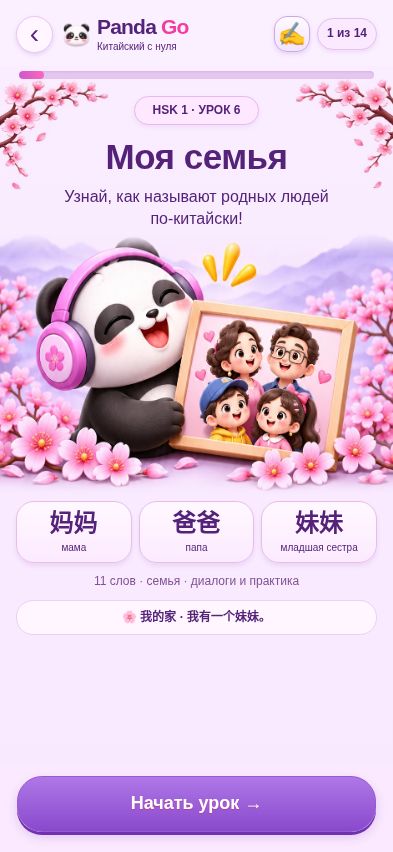 Panda Go
Китайский с нуля
1 из 14
HSK 1 · УРОК 6
Моя семья
Узнай, как называют родных людей
по-китайски!
妈妈
мама
爸爸
папа
妹妹
младшая сестра
11 слов · семья · диалоги и практика
🌸 我的家 · 我有一个妹妹。
Начать урок →